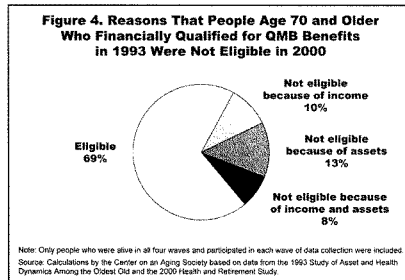 Figure 4. Reasons That People Age 70 and Older
Who Financially Qualified for QMB Benefits
in 1993 Were Not Eligible in 2000
Not eligible
because of income
10%
Eligible
69%
Not eligible
because of assets
13%
Not eligible because
of income and assets
8%
Note: Only people who were alive in all four waves and participated in each wave of data collection were included.
Source: Calculations by the Center on an Aging Society based on data from the 1993 Study of Asset and Health
Dynamics Among the Oldest Old and the 2000 Health and Retirement Study.